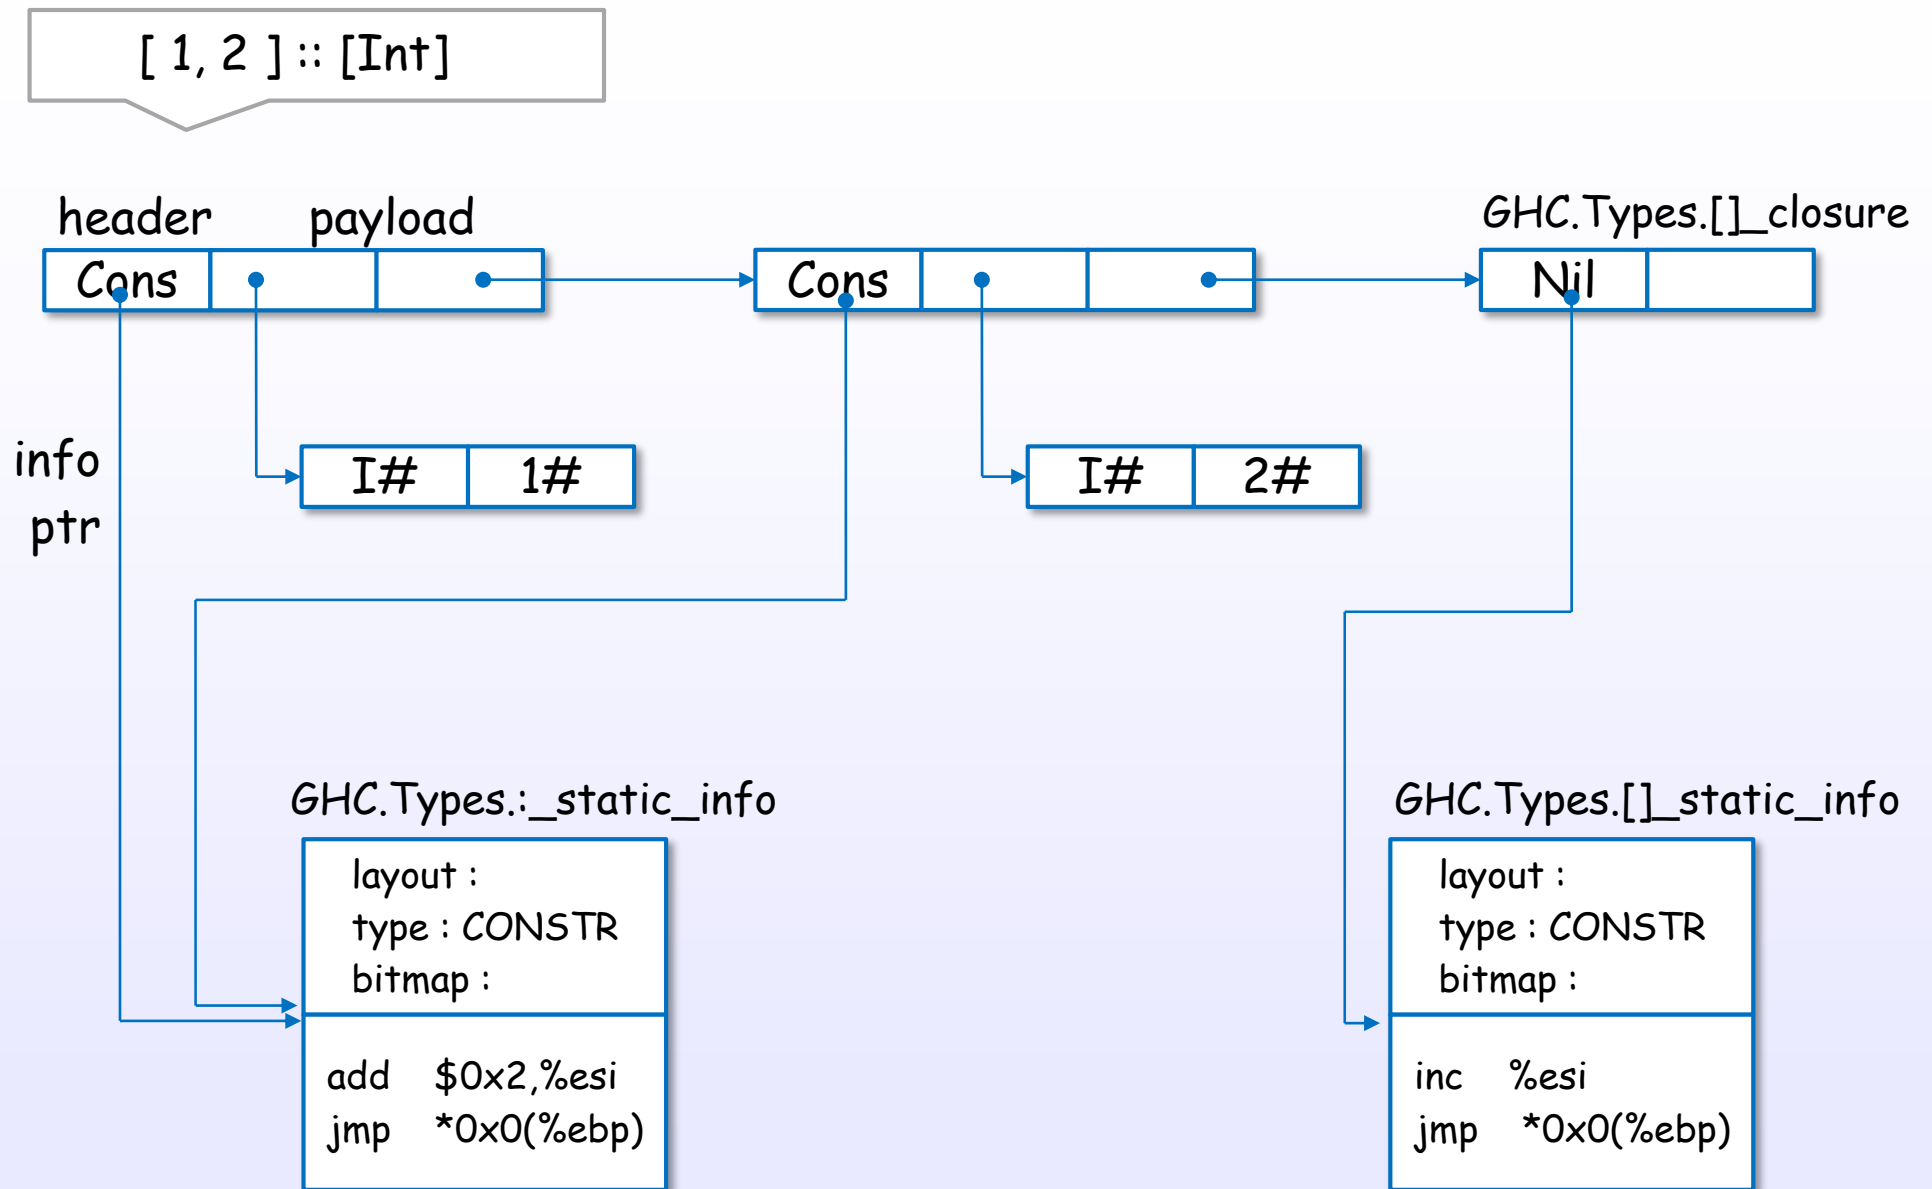 [ 1, 2 ] :: [Int]
header payload
GHC.Types.[]_closure
Cons
Cons
Nil
info
ptr
I# 1#
I# 2#
GHC.Types.:_static_info
layout :
type : CONSTR
bitmap :
add $0x2,%esi
jmp *0x0(%ebp)
GHC.Types.[]_static_info
layout :
type : CONSTR
bitmap :
inc %esi
jmp *0x0(%ebp)